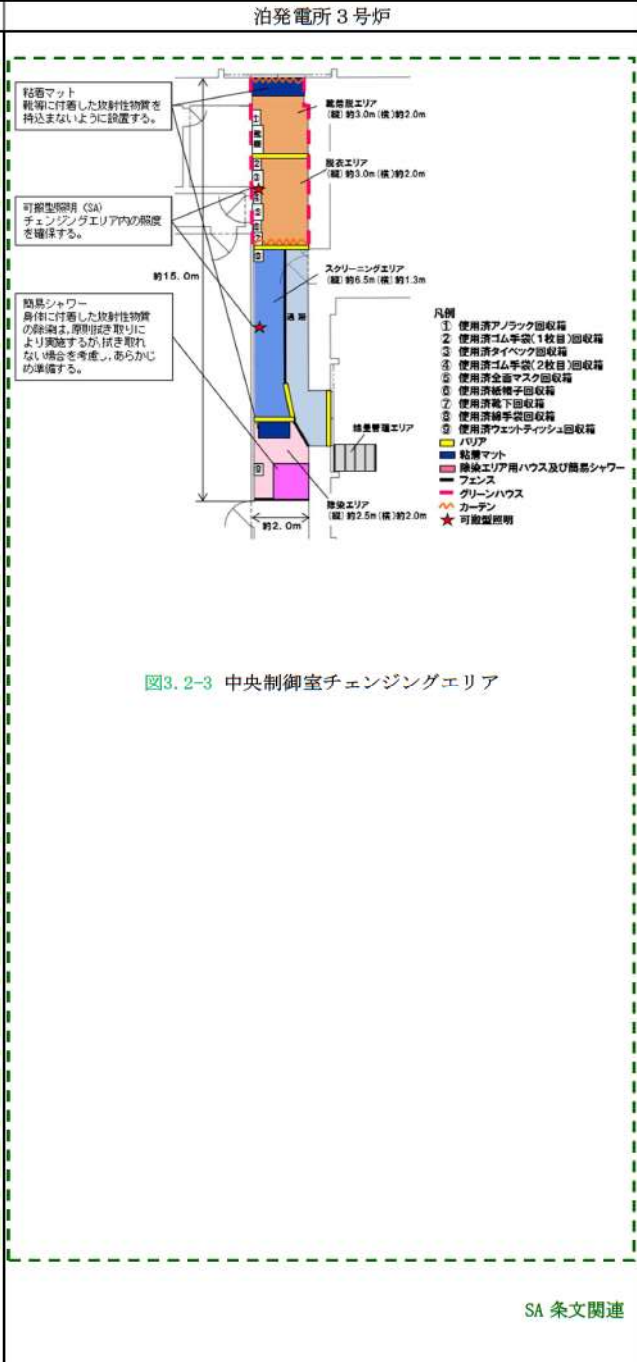 泊発電所３号炉
粘着マット
靴等に付着した放射性物質を
持込まないように設置する。
可搬型照明（SA）
チェンジングエリア内の照度
を確保する。
簡易シャワー
身体に付着した放射性物質
の除染は、原則拭き取りに
より実施するが、拭き取れ
ない場合を考慮し、あらかじ
め準備する。
約15.0m
約2.0m
靴着脱エリア
(縦)約3.0m(横)約2.0m
脱衣エリア
(縦)約3.0m(横)約2.0m
スクリーニングエリア
(縦)約6.5m(横)約1.3m
通路
除染エリア
(縦)約2.5m(横)約2.0m
凡例
① 使用済アノラック回収箱
② 使用済ゴム手袋(1枚目)回収箱
③ 使用済タイベック回収箱
④ 使用済ゴム手袋(2枚目)回収箱
⑤ 使用済全面マスク回収箱
⑥ 使用済紙帽子回収箱
⑦ 使用済靴下回収箱
⑧ 使用済綿手袋回収箱
⑨ 使用済ウェットティッシュ回収箱
バリア
粘着マット
除染エリア用ハウス及び簡易シャワー
フェンス
グリーンハウス
カーテン
可搬型照明
図3.2-3 中央制御室チェンジングエリア
SA 条文関連